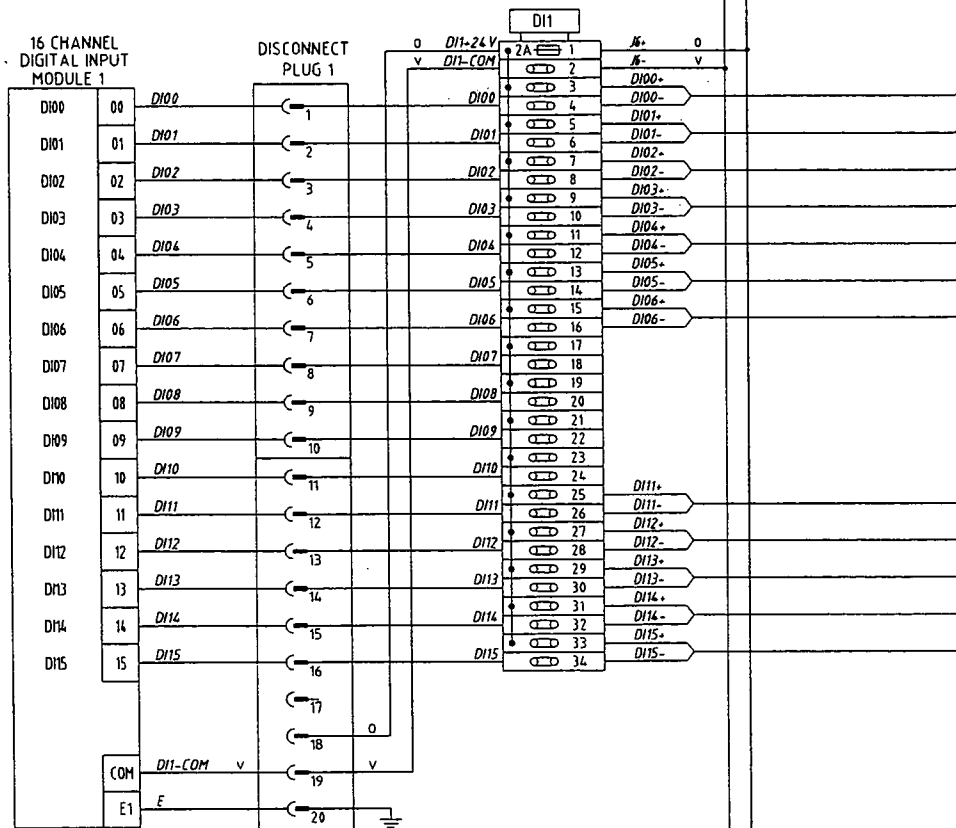 DI1
16 CHANNEL
DIGITAL INPUT
MODULE 1
DISCONNECT
PLUG 1
O DI1+24V 2A 1 J6+ O
V DI1-COM 2 J6- V
3 DI00+
DI00 00 DI00 1 DI00 4 DI00-
5 DI01+
DI01 01 DI01 2 DI01 6 DI01-
7 DI02+
DI02 02 DI02 3 DI02 8 DI02-
9 DI03+
DI03 03 DI03 4 DI03 10 DI03-
11 DI04+
DI04 04 DI04 5 DI04 12 DI04-
13 DI05+
DI05 05 DI05 6 DI05 14 DI05-
15 DI06+
DI06 06 DI06 7 DI06 16 DI06-
17
DI07 07 DI07 8 DI07 18
19
DI08 08 DI08 9 DI08 20
21
DI09 09 DI09 10 DI09 22
23
DI10 10 DI10 11 DI10 24
25 DI11+
DI11 11 DI11 12 DI11 26 DI11-
27 DI12+
DI12 12 DI12 13 DI12 28 DI12-
29 DI13+
DI13 13 DI13 14 DI13 30 DI13-
31 DI14+
DI14 14 DI14 15 DI14 32 DI14-
33 DI15+
DI15 15 DI15 16 DI15 34 DI15-
17
18 O
COM DI1-COM V 19 V
E1 E 20